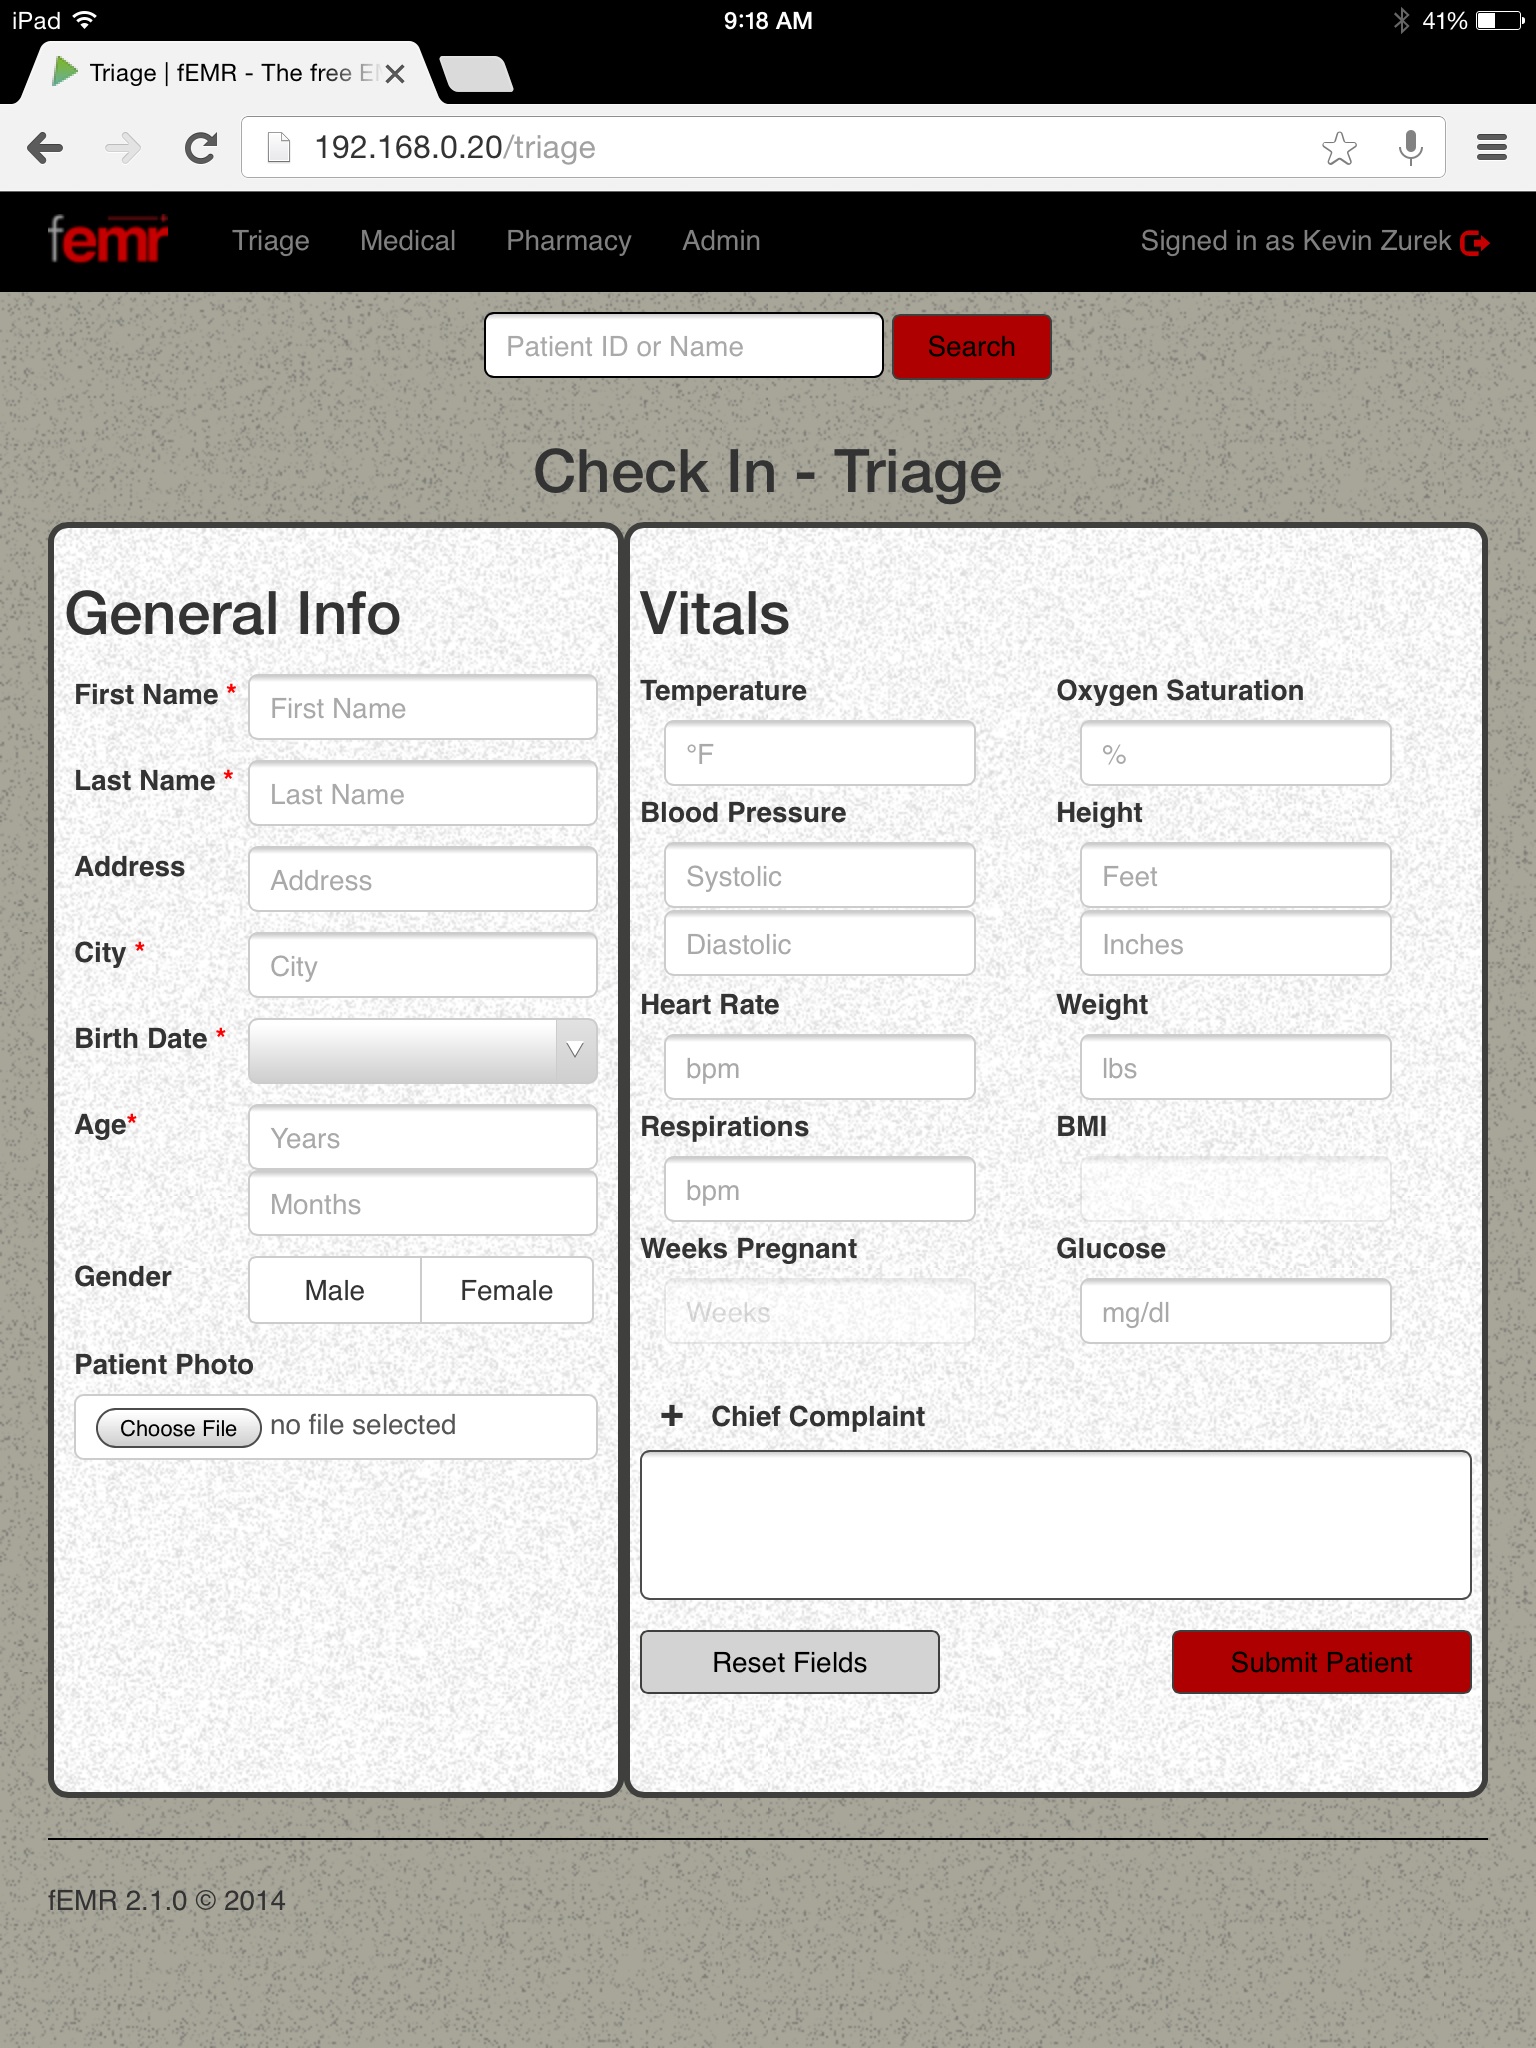 iPad 9:18 AM 41%
Triage | fEMR - The free
192.168.0.20/triage
femr Triage Medical Pharmacy Admin Signed in as Kevin Zurek
Patient ID or Name Search
Check In - Triage
General Info
First Name * First Name
Last Name * Last Name
Address Address
City * City
Birth Date *
Age* Years
Months
Gender Male Female
Patient Photo
Choose File no file selected
Vitals
Temperature Oxygen Saturation
°F %
Blood Pressure Height
Systolic Feet
Diastolic Inches
Heart Rate Weight
bpm lbs
Respirations BMI
bpm
Weeks Pregnant Glucose
Weeks mg/dl
+ Chief Complaint
Reset Fields Submit Patient
fEMR 2.1.0 © 2014